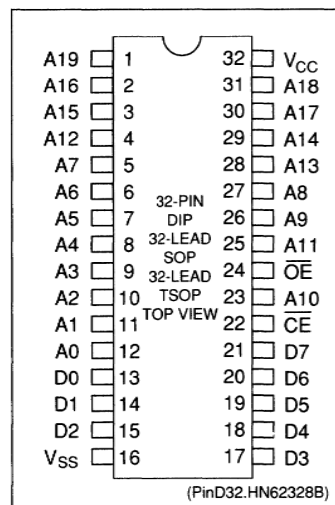 A19 1 32 VCC
A16 2 31 A18
A15 3 30 A17
A12 4 29 A14
A7 5 28 A13
A6 6 27 A8
A5 7 26 A9
A4 8 25 A11
A3 9 24 OE
A2 10 23 A10
A1 11 22 CE
A0 12 21 D7
D0 13 20 D6
D1 14 19 D5
D2 15 18 D4
VSS 16 17 D3
32-PIN
DIP
32-LEAD
SOP
32-LEAD
TSOP
TOP VIEW
(PinD32.HN62328B)